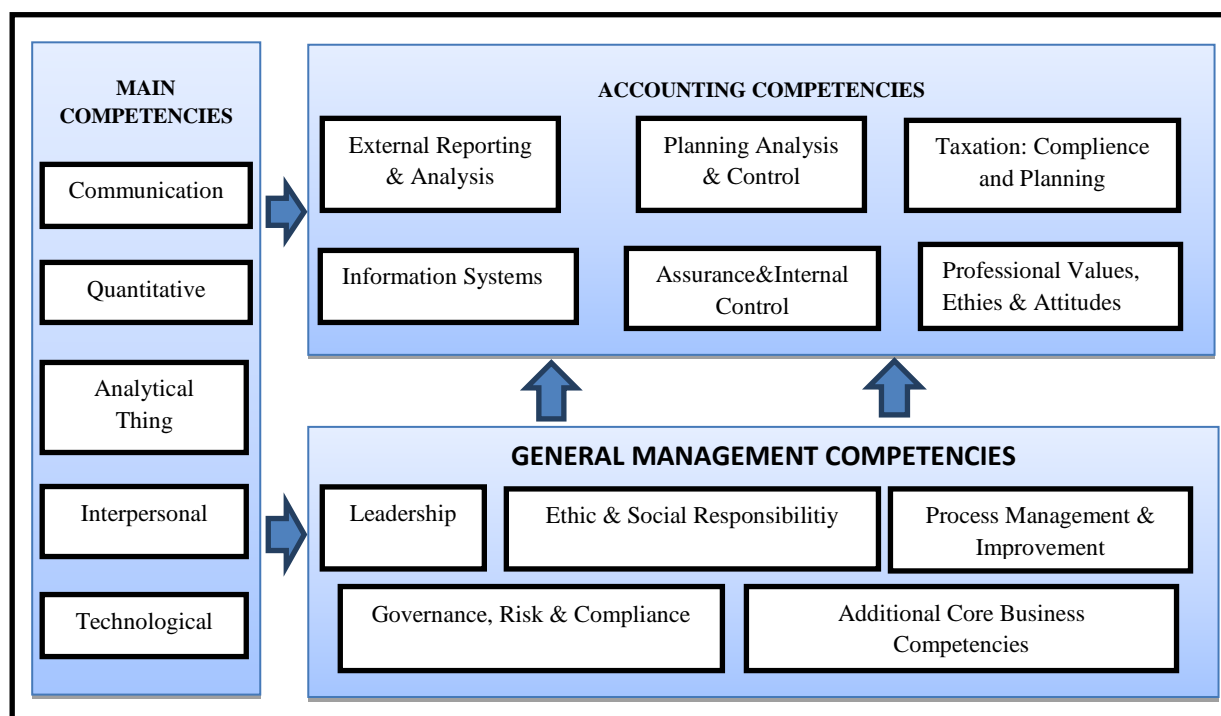 MAIN
COMPETENCIES
Communication
Quantitative
Analytical
Thing
Interpersonal
Technological
ACCOUNTING COMPETENCIES
External Reporting
& Analysis
Planning Analysis
& Control
Taxation: Complience
and Planning
Information Systems
Assurance&Internal
Control
Professional Values,
Ethies & Attitudes
GENERAL MANAGEMENT COMPETENCIES
Leadership
Ethic & Social Responsibilitiy
Process Management &
Improvement
Governance, Risk & Compliance
Additional Core Business
Competencies